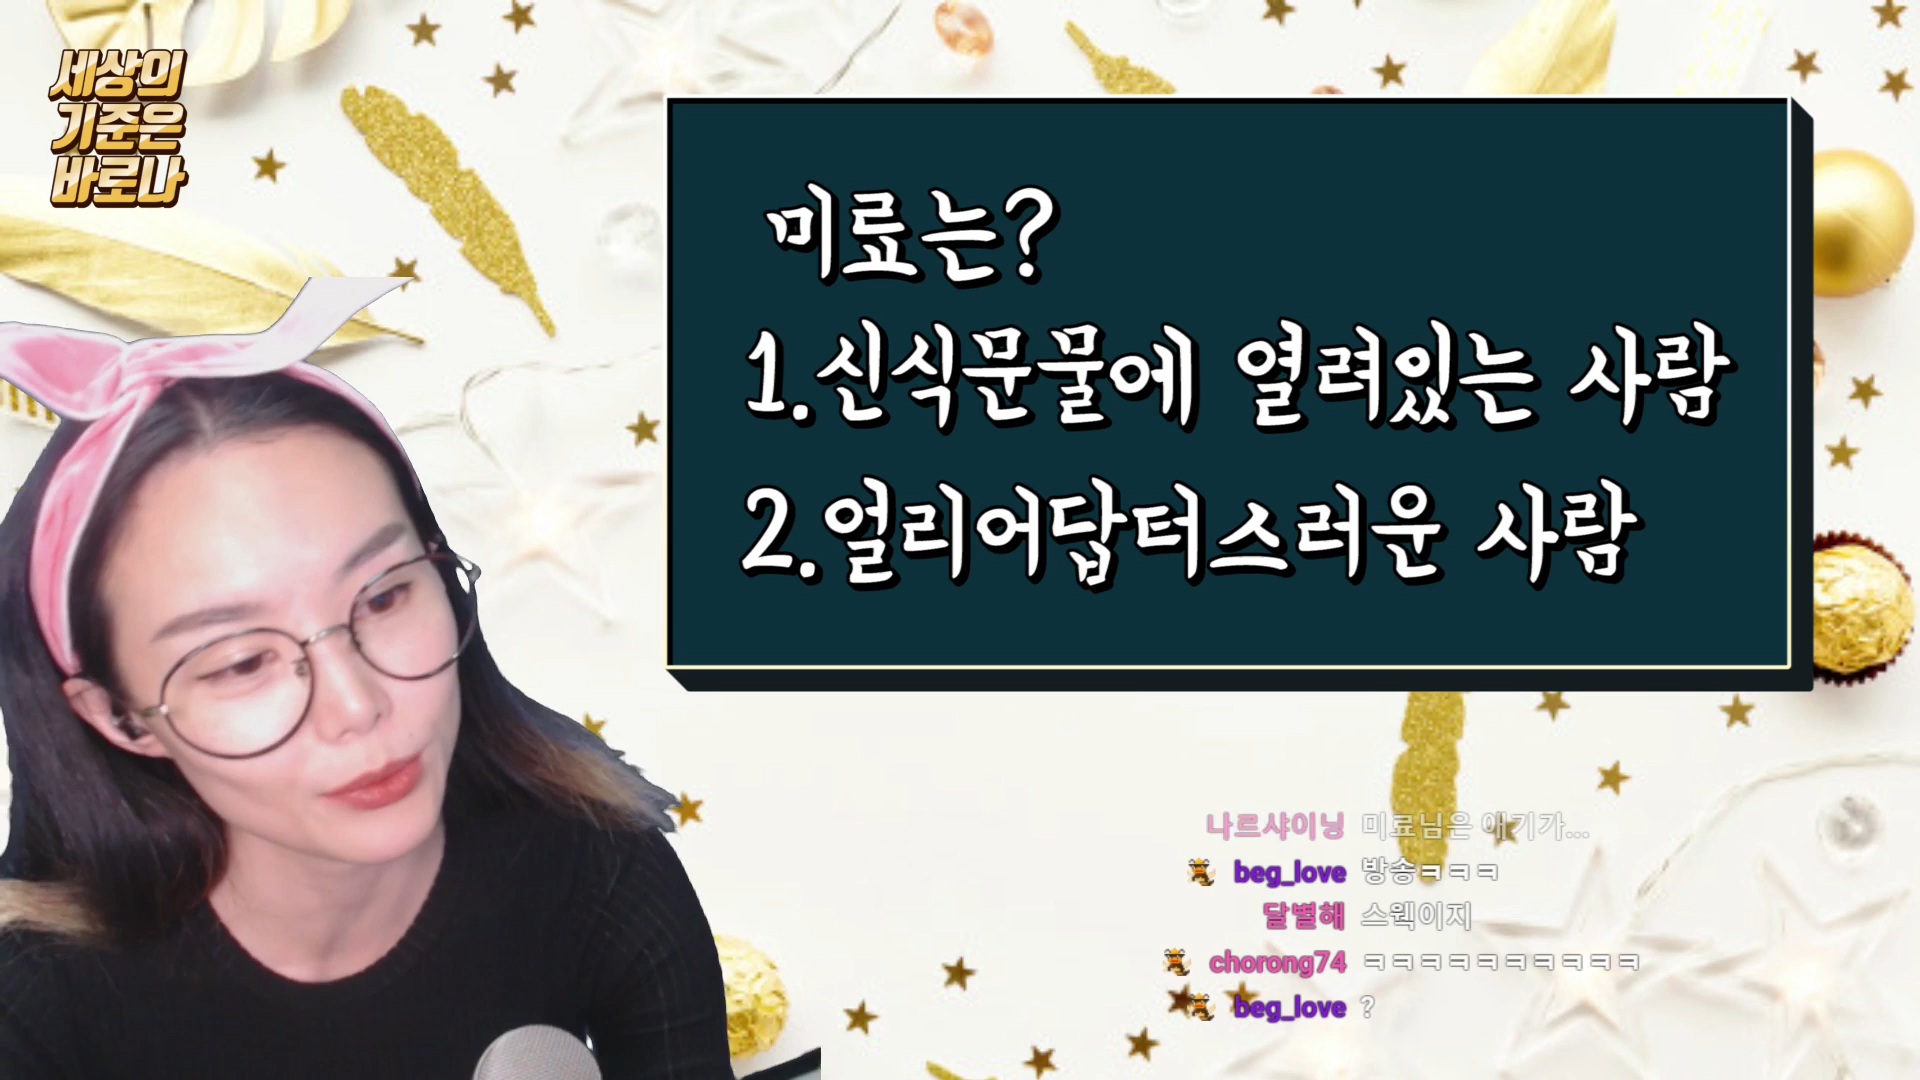 세상의
기준은
바로나
미료는?
1.신식문물에 열려있는 사람
2.얼리어답터스러운 사람
나르샤이닝 미료님은 얘기가...
beg_love 방송ㅋㅋㅋ
달별해 스웩이지
chorong74 ㅋㅋㅋㅋㅋㅋㅋㅋㅋㅋ
beg_love ?